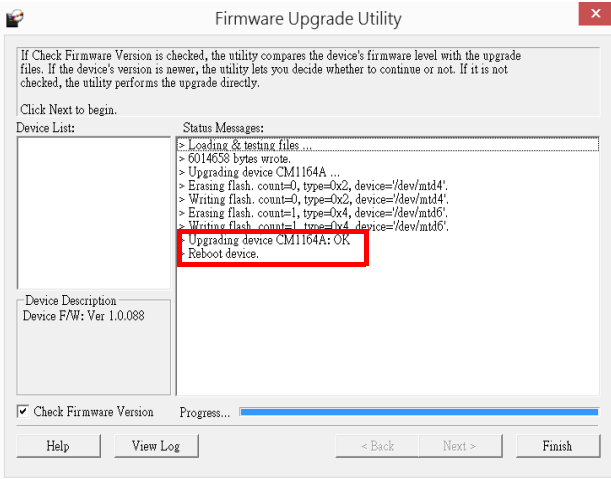 Firmware Upgrade Utility
If Check Firmware Version is checked, the utility compares the device's firmware level with the upgrade
files. If the device's version is newer, the utility lets you decide whether to continue or not. If it is not
checked, the utility performs the upgrade directly.
Click Next to begin.
Device List:
Status Messages:
> Loading & testing files ...
> 6014658 bytes wrote.
> Upgrading device CM1164A ...
> Erasing flash. count=0, type=0x2, device='/dev/mtd4'.
> Writing flash. count=0, type=0x2, device='/dev/mtd4'.
> Erasing flash. count=1, type=0x4, device='/dev/mtd6'.
> Writing flash. count=1, type=0x4, device='/dev/mtd6'.
> Upgrading device CM1164A: OK
> Reboot device.
Device Description
Device F/W: Ver 1.0.088
Check Firmware Version
Progress...
Help
View Log
< Back
Next >
Finish